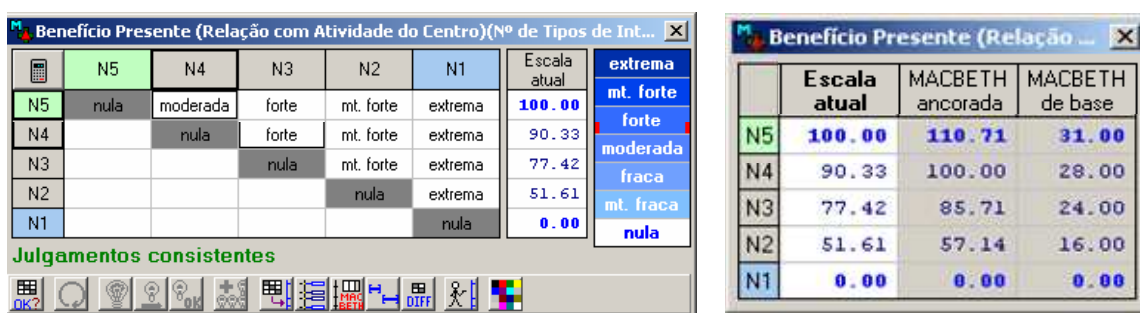 Benefício Presente (Relação com Atividade do Centro)(Nº de Tipos de Int...
N5 N4 N3 N2 N1 Escala atual
N5 nula moderada forte mt. forte extrema 100.00
N4 nula forte mt. forte extrema 90.33
N3 nula mt. forte extrema 77.42
N2 nula extrema 51.61
N1 nula 0.00
extrema
mt. forte
forte
moderada
fraca
mt. fraca
nula
Julgamentos consistentes
OK? OK MAC BETH DIFF
Benefício Presente (Relação ...
Escala atual MACBETH ancorada MACBETH de base
N5 100.00 110.71 31.00
N4 90.33 100.00 28.00
N3 77.42 85.71 24.00
N2 51.61 57.14 16.00
N1 0.00 0.00 0.00